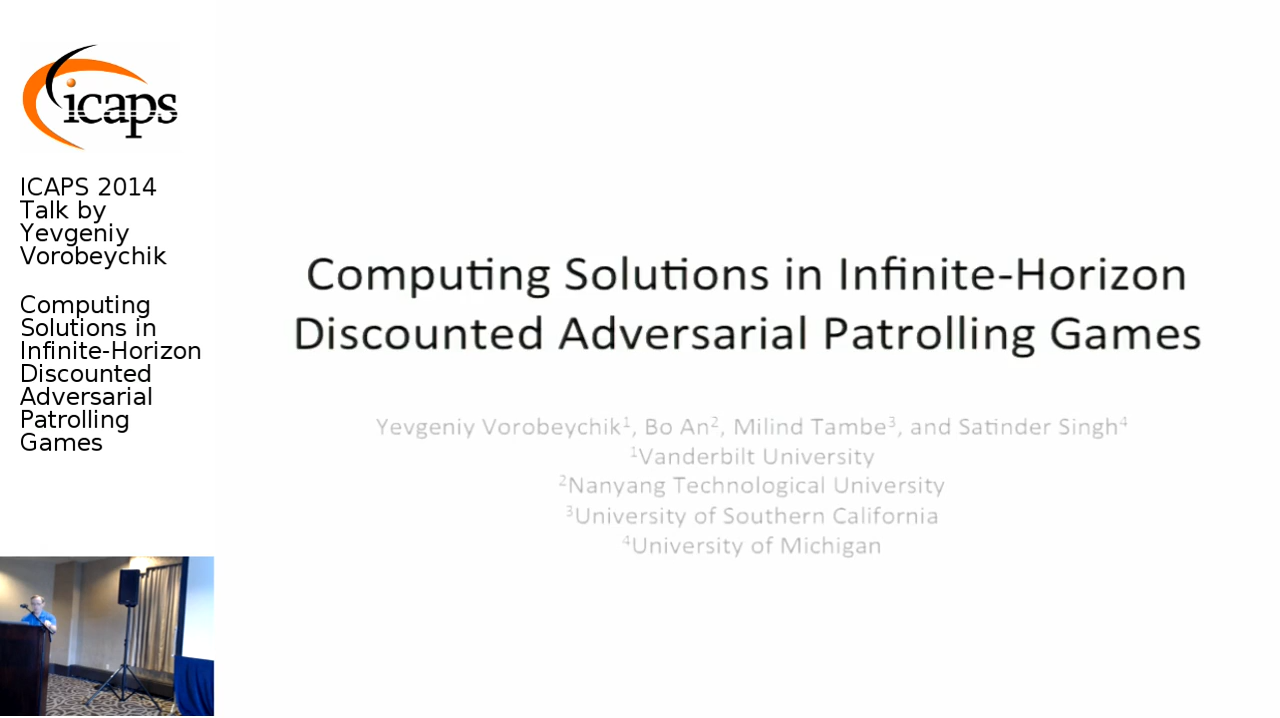 icaps
ICAPS 2014
Talk by
Yevgeniy
Vorobeychik
Computing
Solutions in
Infinite-Horizon
Discounted
Adversarial
Patrolling
Games
Computing Solutions in Infinite-Horizon
Discounted Adversarial Patrolling Games
Yevgeniy Vorobeychik¹, Bo An², Milind Tambe³, and Satinder Singh⁴
¹Vanderbilt University
²Nanyang Technological University
³University of Southern California
⁴University of Michigan